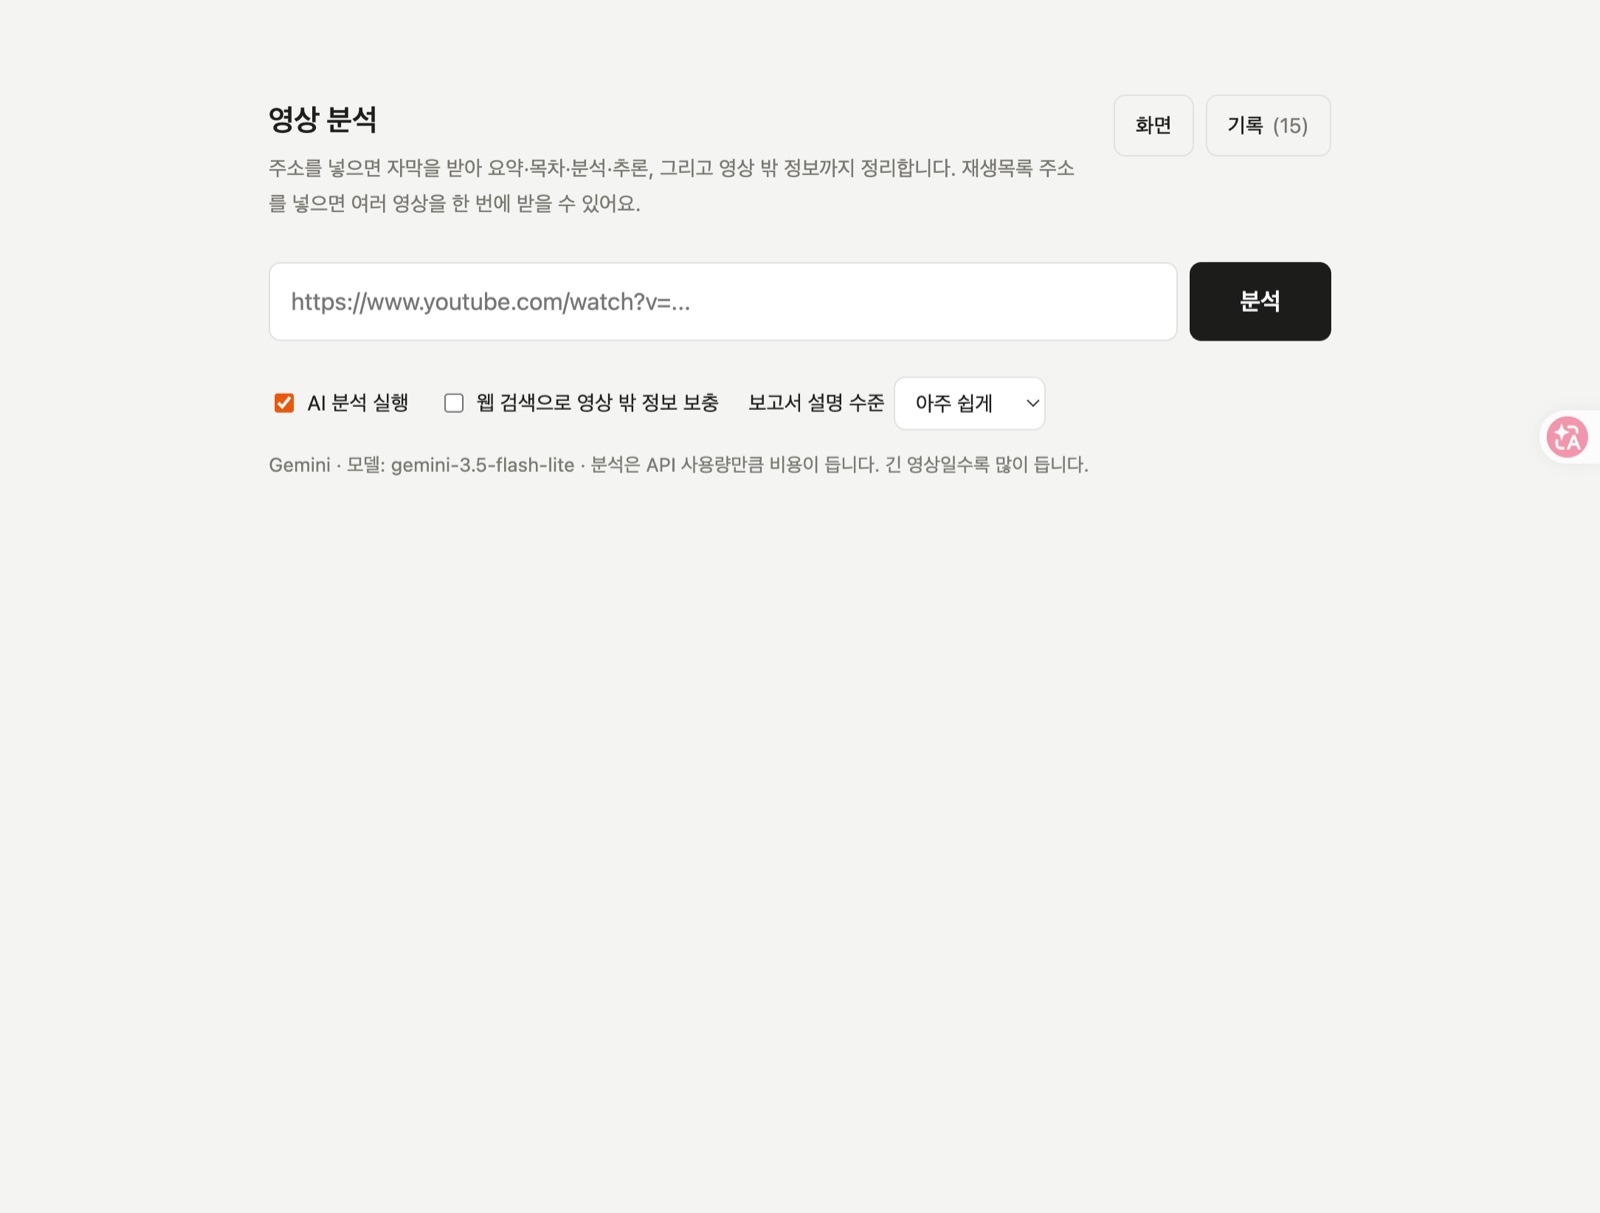 영상 분석
화면
기록 (15)
주소를 넣으면 자막을 받아 요약·목차·분석·추론, 그리고 영상 밖 정보까지 정리합니다. 재생목록 주소
를 넣으면 여러 영상을 한 번에 받을 수 있어요.
https://www.youtube.com/watch?v=...
분석
AI 분석 실행
웹 검색으로 영상 밖 정보 보충
보고서 설명 수준
아주 쉽게
Gemini · 모델: gemini-3.5-flash-lite · 분석은 API 사용량만큼 비용이 듭니다. 긴 영상일수록 많이 듭니다.
A